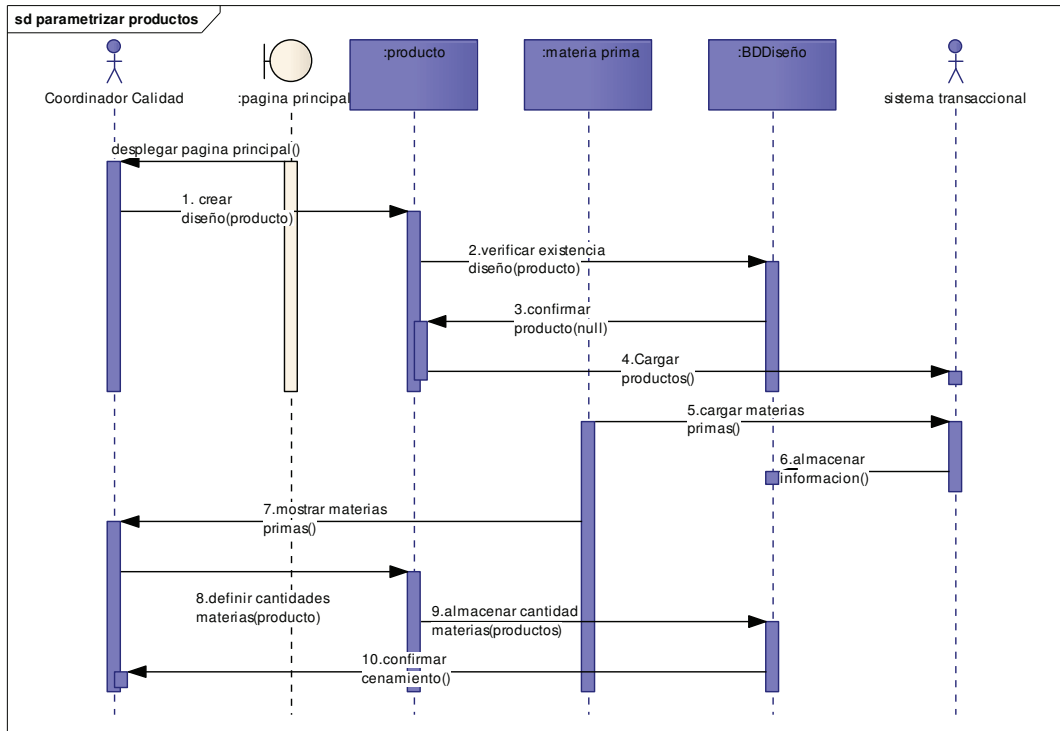 sd parametrizar productos
Coordinador Calidad
:pagina principal
:producto
:materia prima
:BDDiseño
sistema transaccional
desplegar pagina principal()
1. crear
diseño(producto)
2.verificar existencia
diseño(producto)
3.confirmar
producto(null)
4.Cargar
productos()
5.cargar materias
primas()
6.almacenar
informacion()
7.mostrar materias
primas()
8.definir cantidades
materias(producto)
9.almacenar cantidad
materias(productos)
10.confirmar
cenamiento()